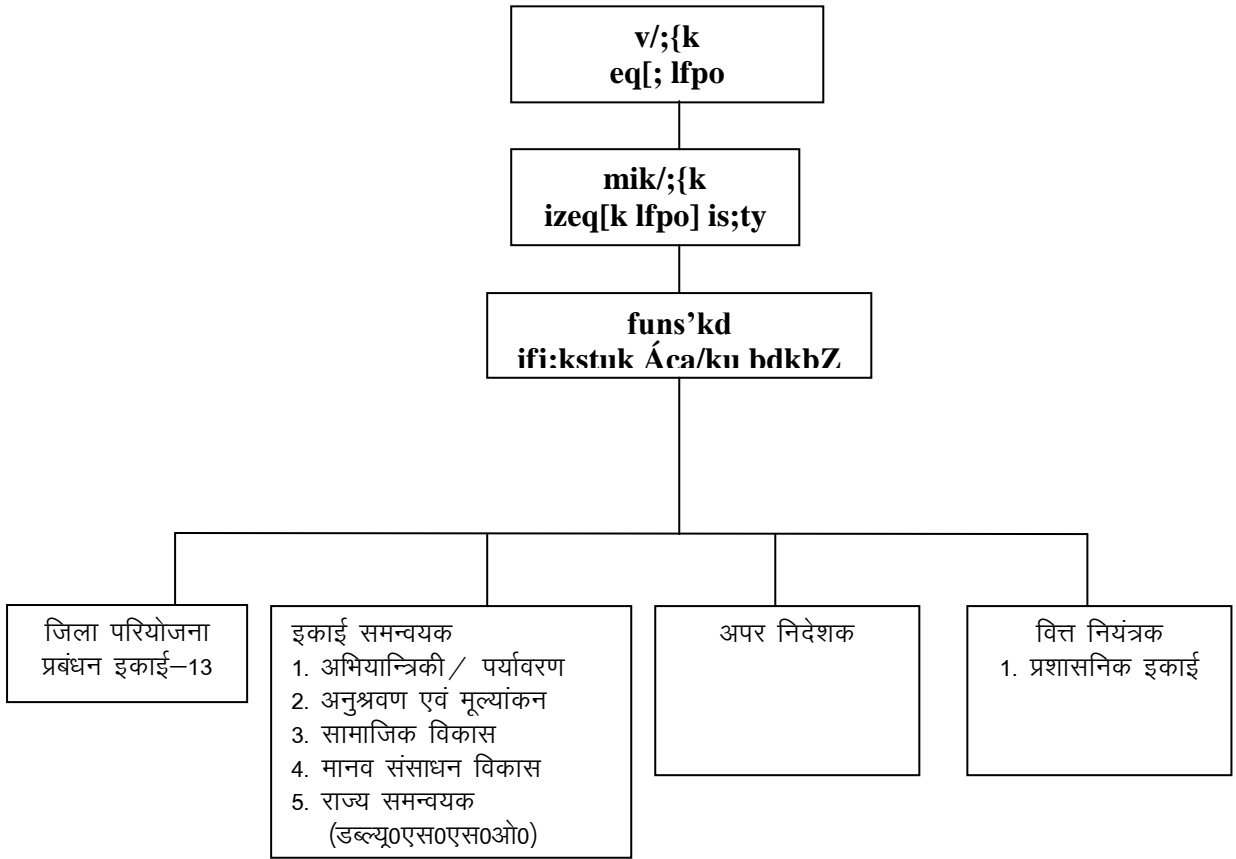 v/;{k
eq[; lfpo
mik/;{k
izeq[k lfpo] is;ty
funs’kd
ifj;kstuk Áca/ku bdkbZ
जिला परियोजना
प्रबंधन इकाई–13
इकाई समन्वयक
1. अभियान्त्रिकी / पर्यावरण
2. अनुश्रवण एवं मूल्यांकन
3. सामाजिक विकास
4. मानव संसाधन विकास
5. राज्य समन्वयक
(डब्ल्यू0एस0एस0ओ0)
अपर निदेशक
वित्त नियंत्रक
1. प्रशासनिक इकाई